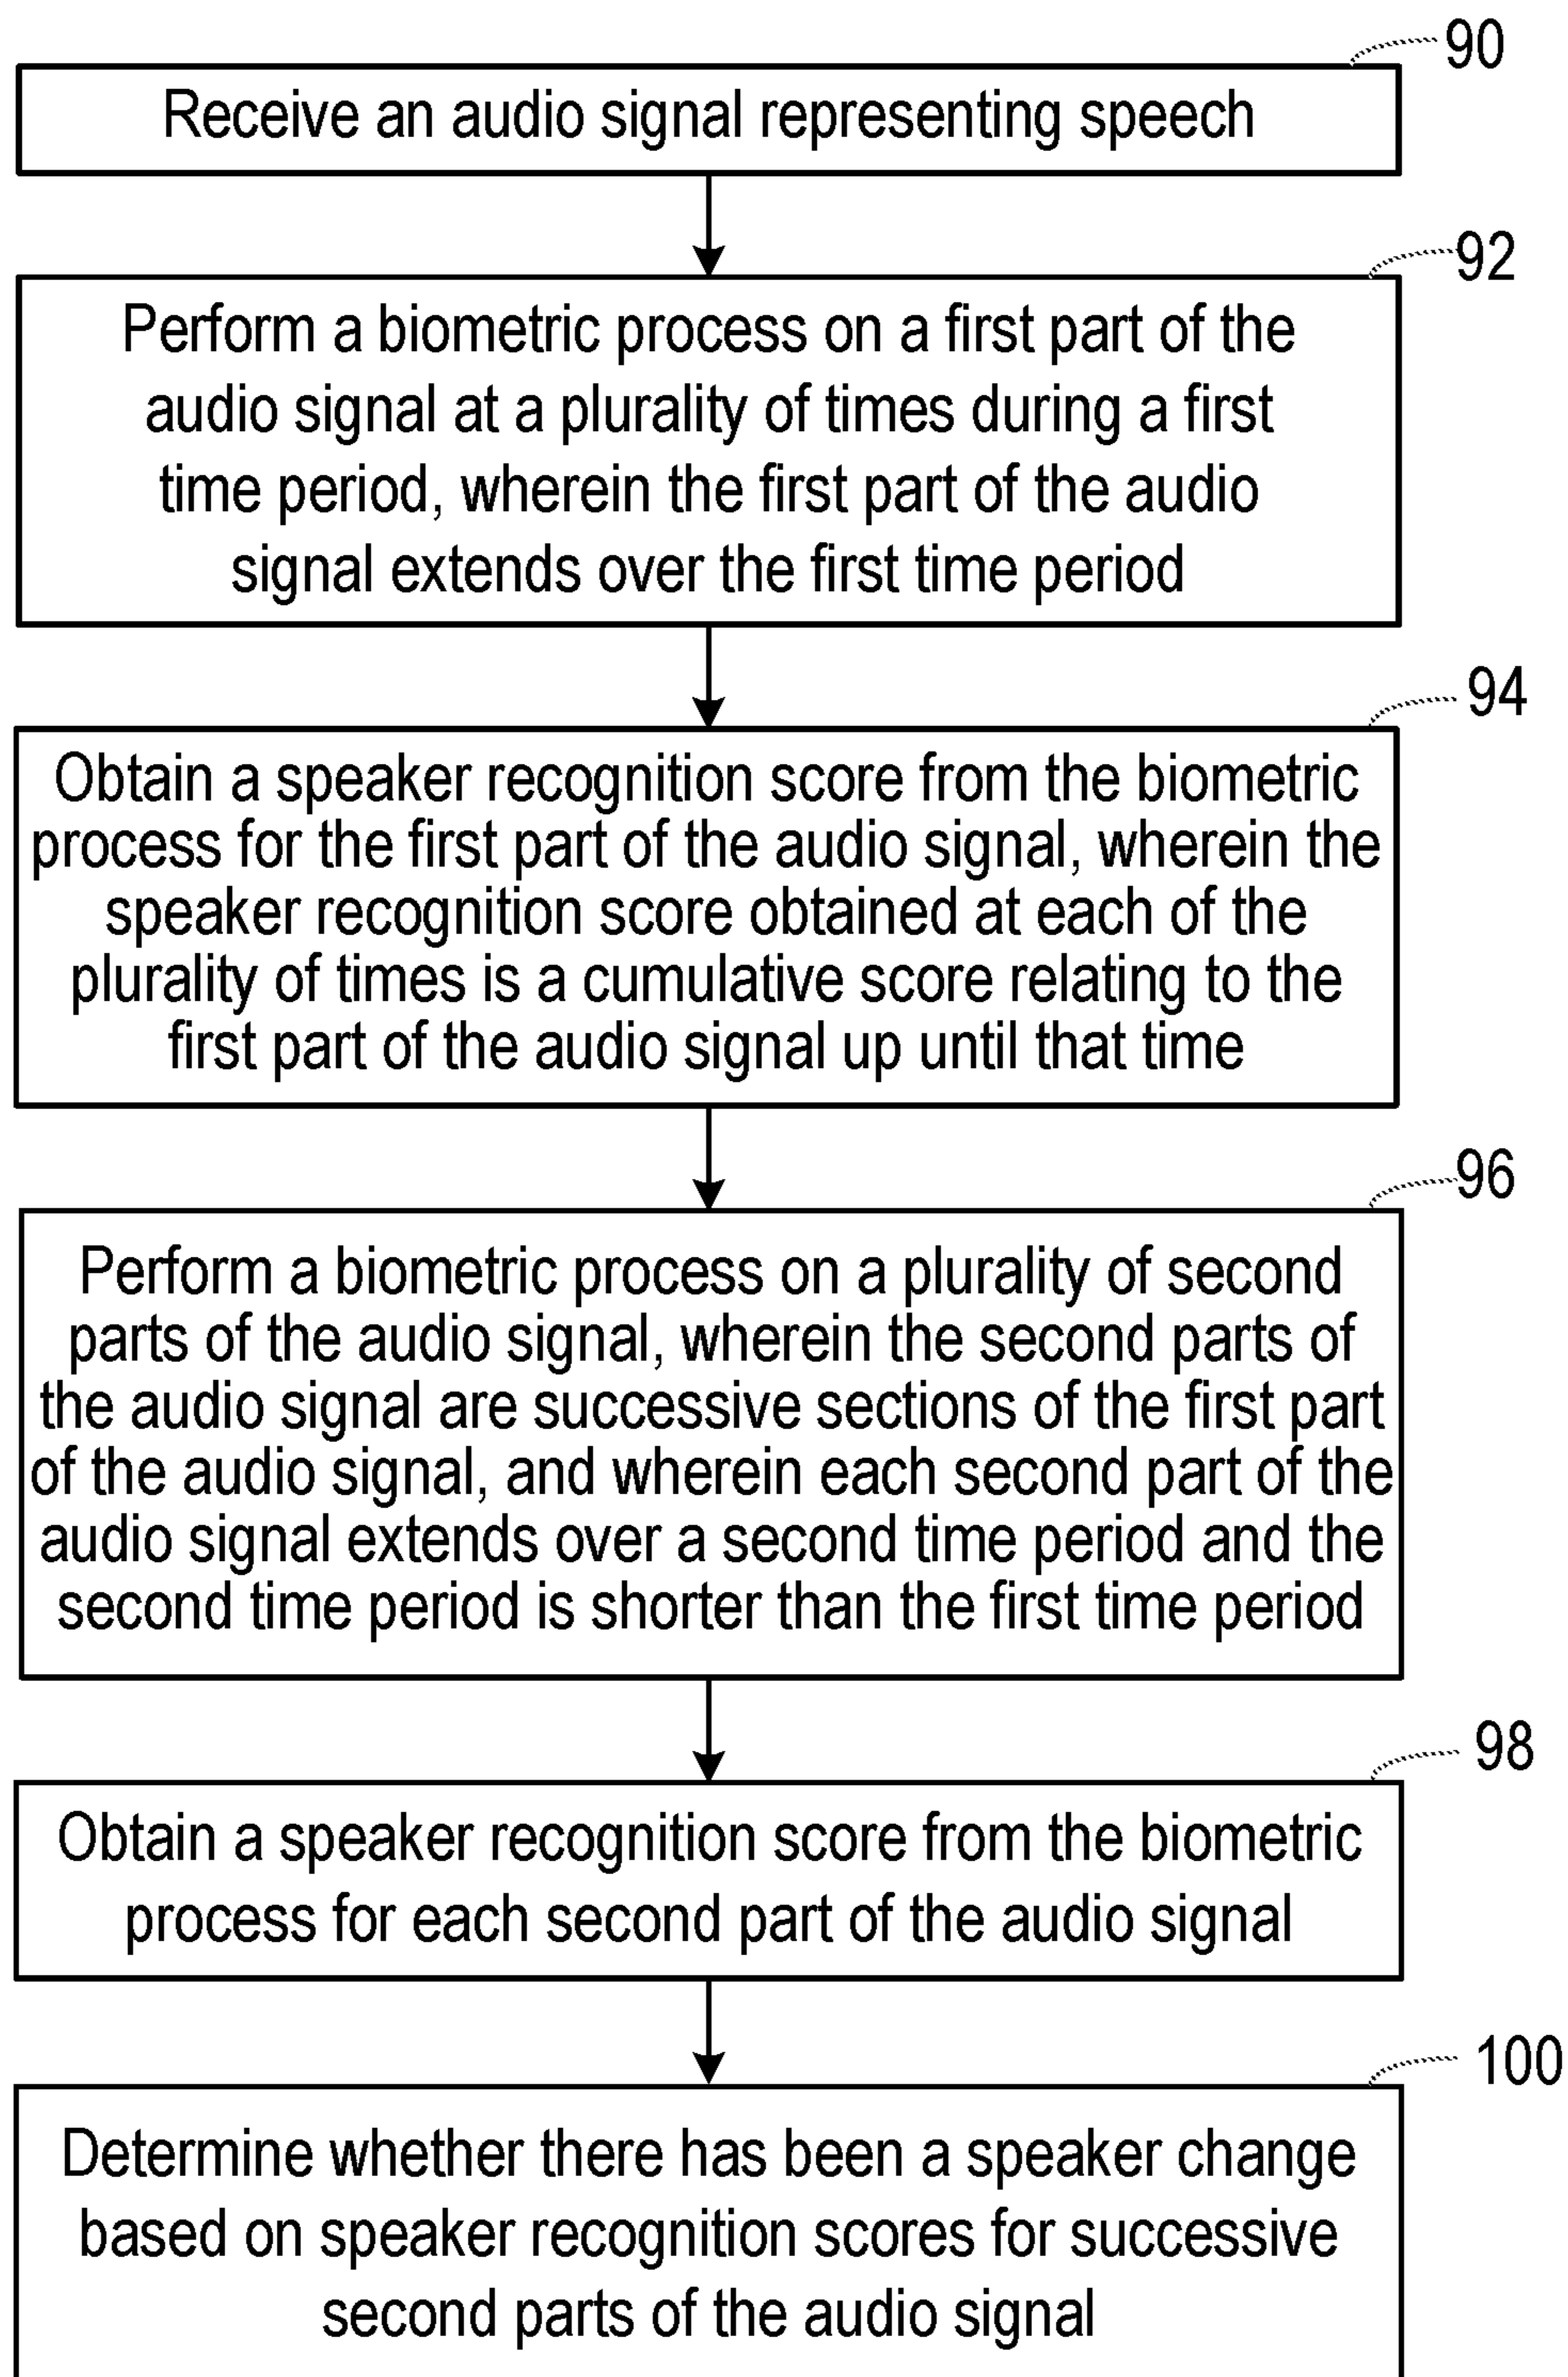 90
Receive an audio signal representing speech
92
Perform a biometric process on a first part of the
audio signal at a plurality of times during a first
time period, wherein the first part of the audio
signal extends over the first time period
94
Obtain a speaker recognition score from the biometric
process for the first part of the audio signal, wherein the
speaker recognition score obtained at each of the
plurality of times is a cumulative score relating to the
first part of the audio signal up until that time
96
Perform a biometric process on a plurality of second
parts of the audio signal, wherein the second parts of
the audio signal are successive sections of the first part
of the audio signal, and wherein each second part of the
audio signal extends over a second time period and the
second time period is shorter than the first time period
98
Obtain a speaker recognition score from the biometric
process for each second part of the audio signal
100
Determine whether there has been a speaker change
based on speaker recognition scores for successive
second parts of the audio signal